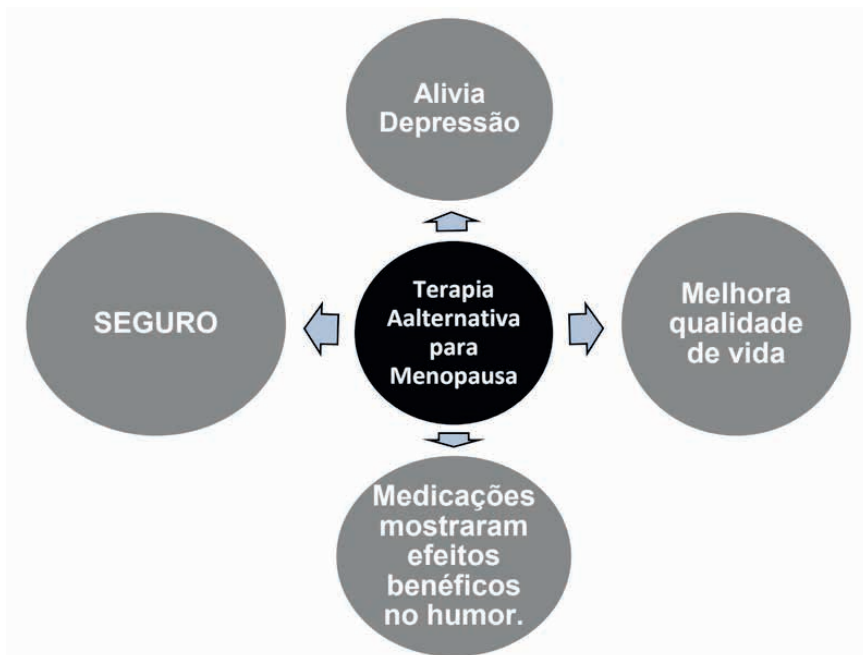 Alivia
Depressão
SEGURO
Terapia
Aalternativa
para
Menopausa
Melhora
qualidade
de vida
Medicações
mostraram
efeitos
benéficos
no humor.